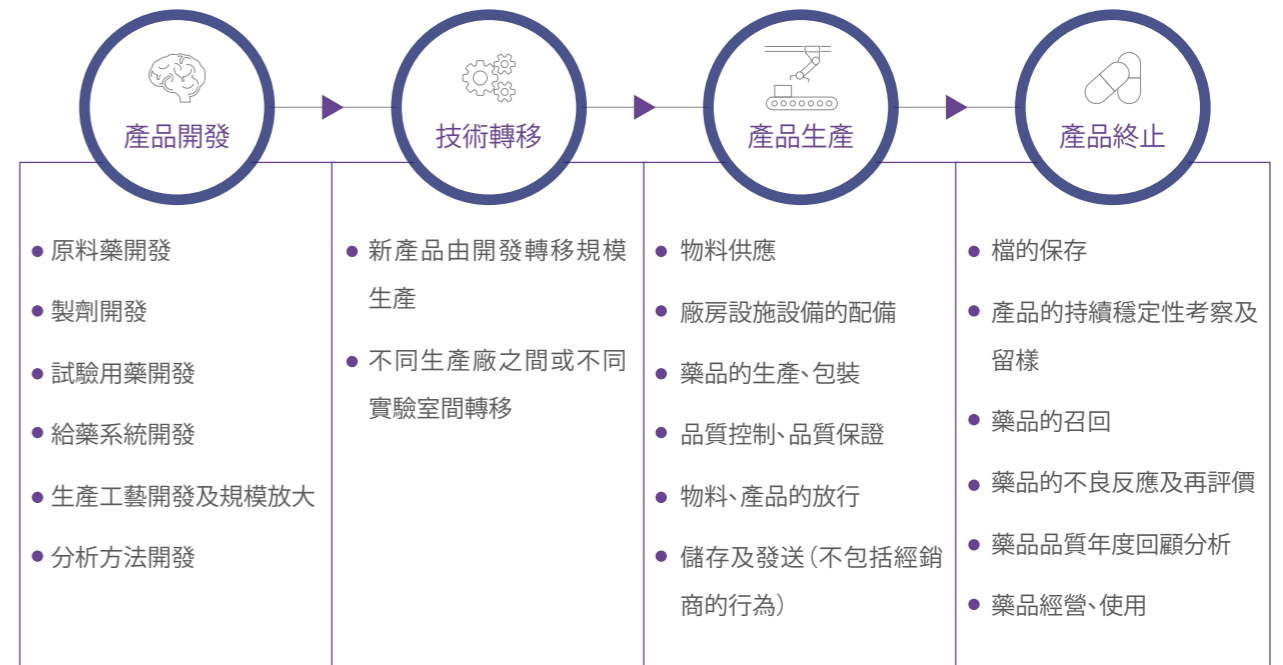 產品開發
技術轉移
產品生產
產品終止
● 原料藥開發
● 製劑開發
● 試驗用藥開發
● 給藥系統開發
● 生產工藝開發及規模放大
● 分析方法開發
● 新產品由開發轉移規模
生產
● 不同生產廠之間或不同
實驗室間轉移
● 物料供應
● 廠房設施設備的配備
● 藥品的生產、包裝
● 品質控制、品質保證
● 物料、產品的放行
● 儲存及發送（不包括經銷
商的行為）
● 檔的保存
● 產品的持續穩定性考察及
留樣
● 藥品的召回
● 藥品的不良反應及再評價
● 藥品品質年度回顧分析
● 藥品經營、使用